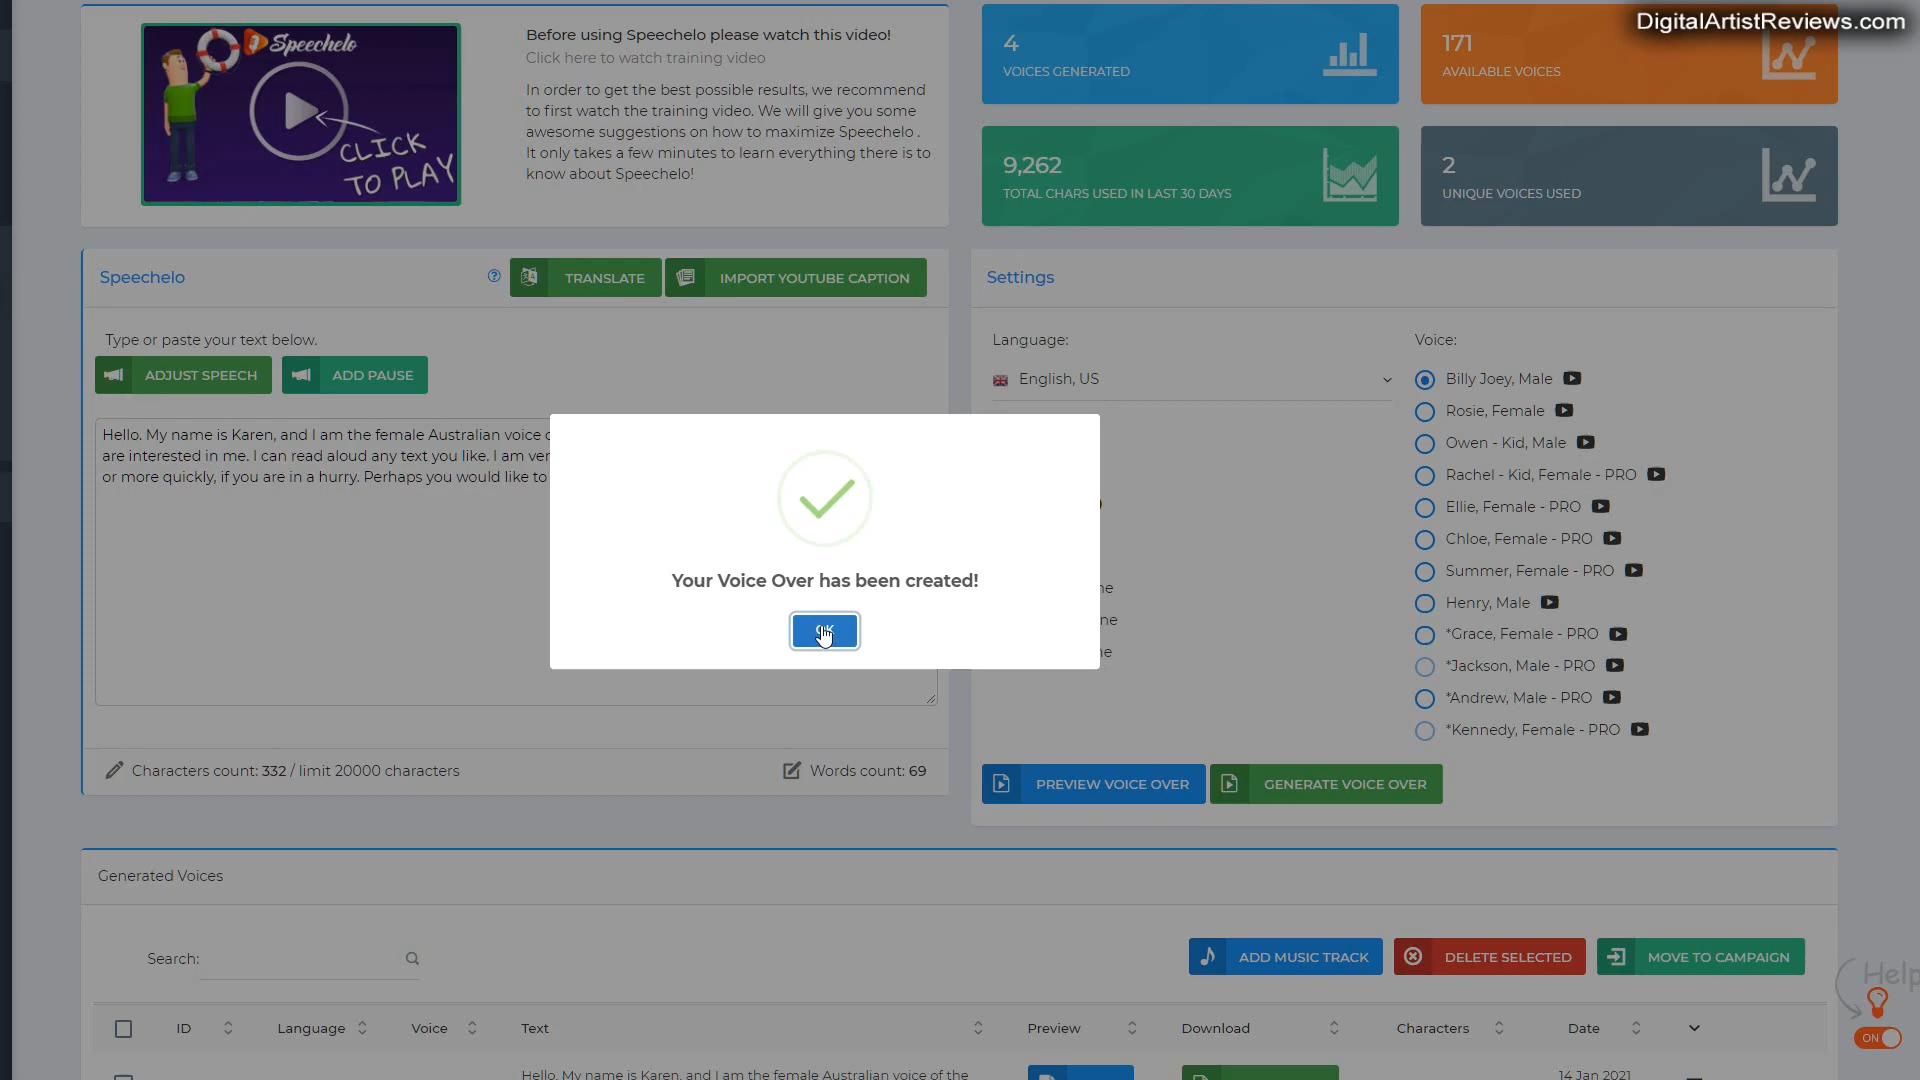 DigitalArtistReviews.com
Speechelo
CLICK
TO PLAY
Before using Speechelo please watch this video!
Click here to watch training video
In order to get the best possible results, we recommend
to first watch the training video. We will give you some
awesome suggestions on how to maximize Speechelo .
It only takes a few minutes to learn everything there is to
know about Speechelo!
4
VOICES GENERATED
171
AVAILABLE VOICES
9,262
TOTAL CHARS USED IN LAST 30 DAYS
2
UNIQUE VOICES USED
Speechelo
TRANSLATE
IMPORT YOUTUBE CAPTION
Type or paste your text below.
ADJUST SPEECH
ADD PAUSE
Hello. My name is Karen, and I am the female Australian voice
are interested in me. I can read aloud any text you like. I am
or more quickly, if you are in a hurry. Perhaps you would like to
Characters count: 332 / limit 20000 characters
Words count: 69
Your Voice Over has been created!
Settings
Language:
English, US
Voice:
Billy Joey, Male
Rosie, Female
Owen - Kid, Male
Rachel - Kid, Female - PRO
Ellie, Female - PRO
Chloe, Female - PRO
Summer, Female - PRO
Henry, Male
*Grace, Female - PRO
*Jackson, Male - PRO
*Andrew, Male - PRO
*Kennedy, Female - PRO
PREVIEW VOICE OVER
GENERATE VOICE OVER
Generated Voices
Search:
ADD MUSIC TRACK
DELETE SELECTED
MOVE TO CAMPAIGN
Help
ON
ID Language Voice Text Preview Download Characters Date
Hello. My name is Karen, and I am the female Australian voice of the
14 Jan 2021